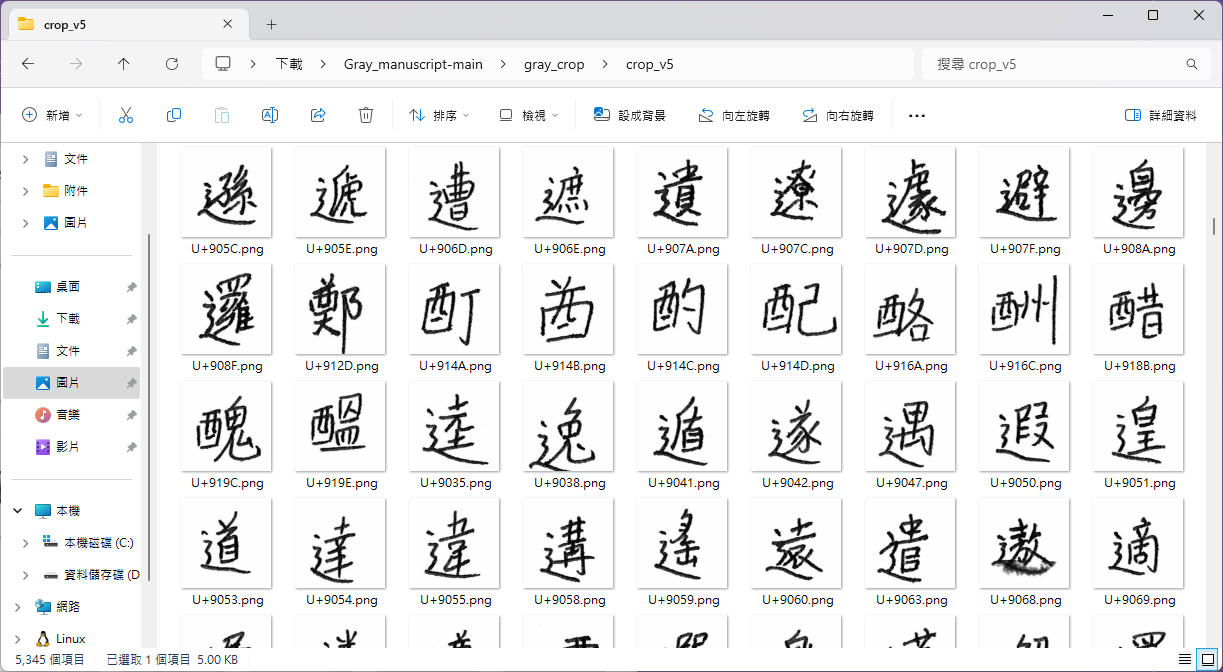 crop_v5
下載 Gray_manuscript-main gray_crop crop_v5 搜尋 crop_v5
新增 排序 檢視 設成背景 向左旋轉 向右旋轉 詳細資料
文件
附件
圖片
桌面
下載
文件
圖片
音樂
影片
本機
本機磁碟 (C:)
資料儲存碟 (D
網路
Linux
遜 遞 遭 遮 遺 遼 遽 避 邊
U+905C.png U+905E.png U+906D.png U+906E.png U+907A.png U+907C.png U+907D.png U+907F.png U+908A.png
邏 鄭 酊 酋 酌 配 酪 酬 醋
U+908F.png U+912D.png U+914A.png U+914B.png U+914C.png U+914D.png U+916A.png U+916C.png U+918B.png
醜 醞 逵 逸 遁 遂 遇 遐 遑
U+919C.png U+919E.png U+9035.png U+9038.png U+9041.png U+9042.png U+9047.png U+9050.png U+9051.png
道 達 違 遘 遙 遠 遣 遨 適
U+9053.png U+9054.png U+9055.png U+9058.png U+9059.png U+9060.png U+9063.png U+9068.png U+9069.png
5,345 個項目 已選取 1 個項目 5.00 KB